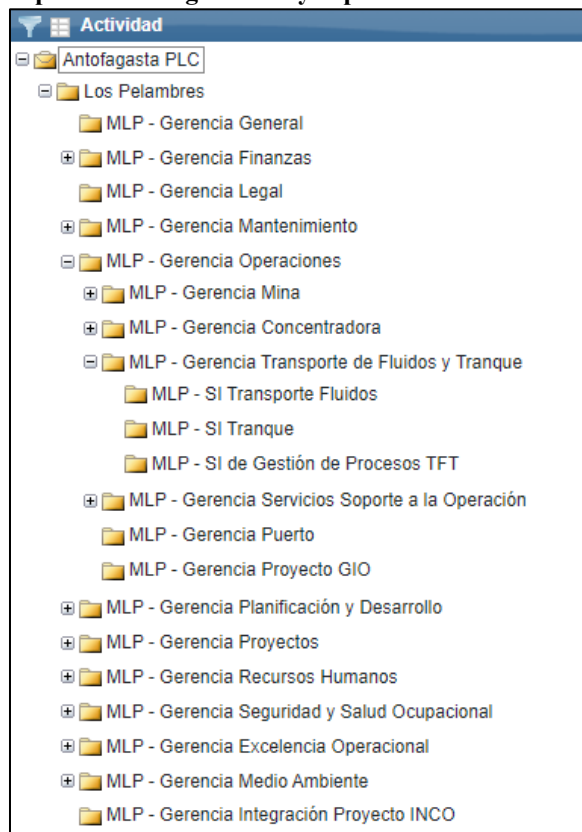 Actividad
Antofagasta PLC
Los Pelambres
MLP - Gerencia General
MLP - Gerencia Finanzas
MLP - Gerencia Legal
MLP - Gerencia Mantenimiento
MLP - Gerencia Operaciones
MLP - Gerencia Mina
MLP - Gerencia Concentradora
MLP - Gerencia Transporte de Fluidos y Tranque
MLP - SI Transporte Fluidos
MLP - SI Tranque
MLP - SI de Gestión de Procesos TFT
MLP - Gerencia Servicios Soporte a la Operación
MLP - Gerencia Puerto
MLP - Gerencia Proyecto GIO
MLP - Gerencia Planificación y Desarrollo
MLP - Gerencia Proyectos
MLP - Gerencia Recursos Humanos
MLP - Gerencia Seguridad y Salud Ocupacional
MLP - Gerencia Excelencia Operacional
MLP - Gerencia Medio Ambiente
MLP - Gerencia Integración Proyecto INCO